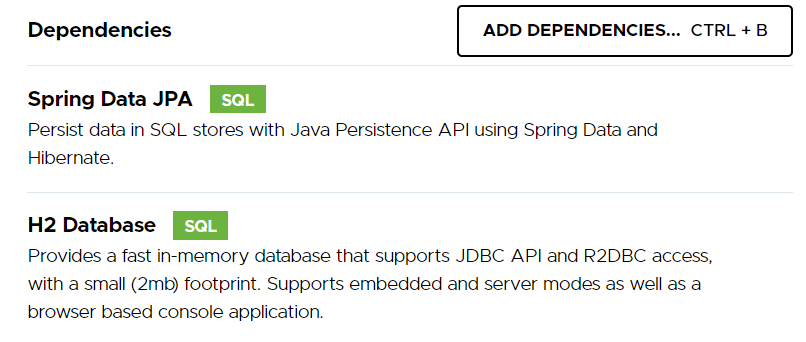 Dependencies
ADD DEPENDENCIES... CTRL + B
Spring Data JPA SQL
Persist data in SQL stores with Java Persistence API using Spring Data and
Hibernate.
H2 Database SQL
Provides a fast in-memory database that supports JDBC API and R2DBC access,
with a small (2mb) footprint. Supports embedded and server modes as well as a
browser based console application.